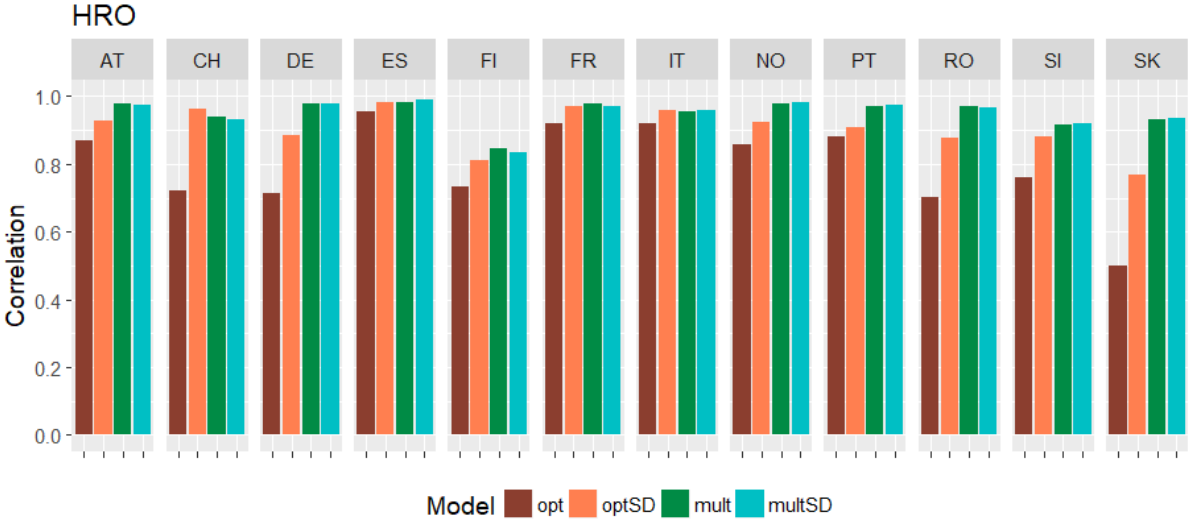 HRO
AT CH DE ES FI FR IT NO PT RO SI SK
1.0
0.8
0.6
0.4
0.2
0.0
Correlation
Model opt optSD mult multSD